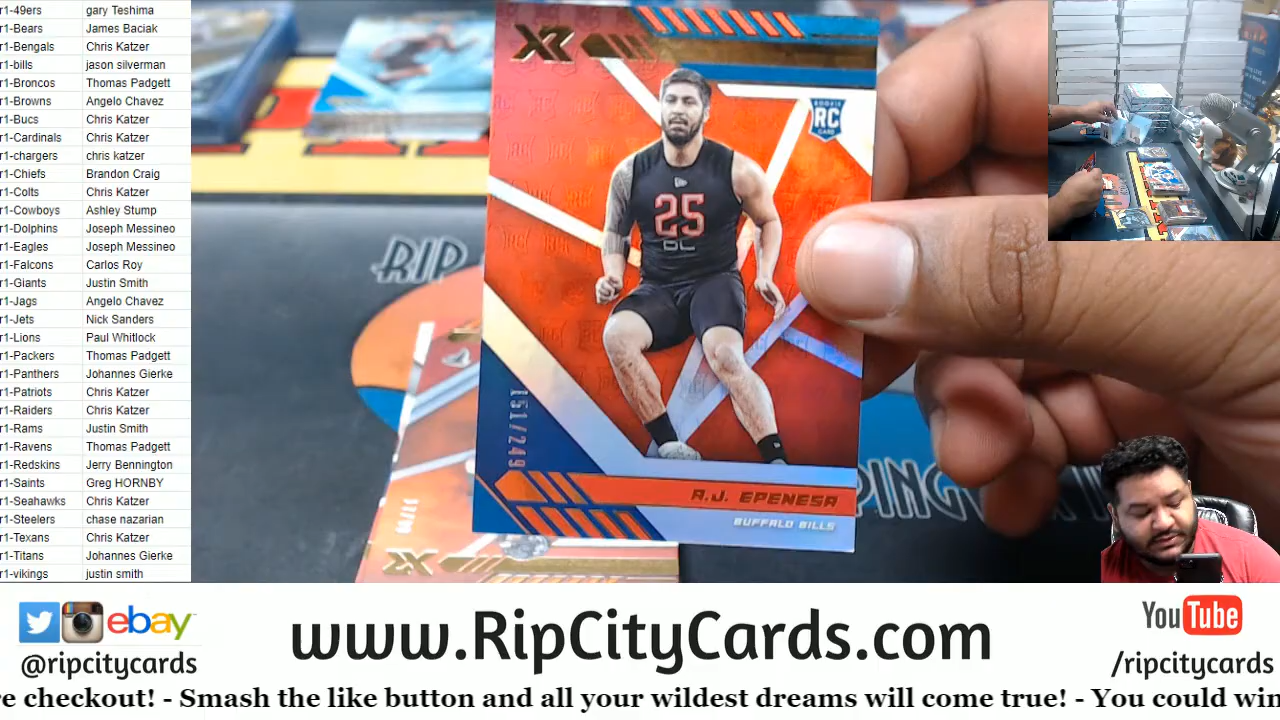 r1-49ers gary Teshima
r1-Bears James Baciak
r1-Bengals Chris Katzer
r1-bills jason silverman
r1-Broncos Thomas Padgett
r1-Browns Angelo Chavez
r1-Bucs Chris Katzer
r1-Cardinals Chris Katzer
r1-chargers chris katzer
r1-Chiefs Brandon Craig
r1-Colts Chris Katzer
r1-Cowboys Ashley Stump
r1-Dolphins Joseph Messineo
r1-Eagles Joseph Messineo
r1-Falcons Carlos Roy
r1-Giants Justin Smith
r1-Jags Angelo Chavez
r1-Jets Nick Sanders
r1-Lions Paul Whitlock
r1-Packers Thomas Padgett
r1-Panthers Johannes Gierke
r1-Patriots Chris Katzer
r1-Raiders Chris Katzer
r1-Rams Justin Smith
r1-Ravens Thomas Padgett
r1-Redskins Jerry Bennington
r1-Saints Greg HORNBY
r1-Seahawks Chris Katzer
r1-Steelers chase nazarian
r1-Texans Chris Katzer
r1-Titans Johannes Gierke
r1-vikings justin smith
XR
ROOKIE
RC
CARD
25
DL
151/249
A.J. EPENESA
BUFFALO BILLS
RIP
XR
ebay
@ripcitycards
www.RipCityCards.com
YouTube
/ripcitycards
re checkout! - Smash the like button and all your wildest dreams will come true! - You could win